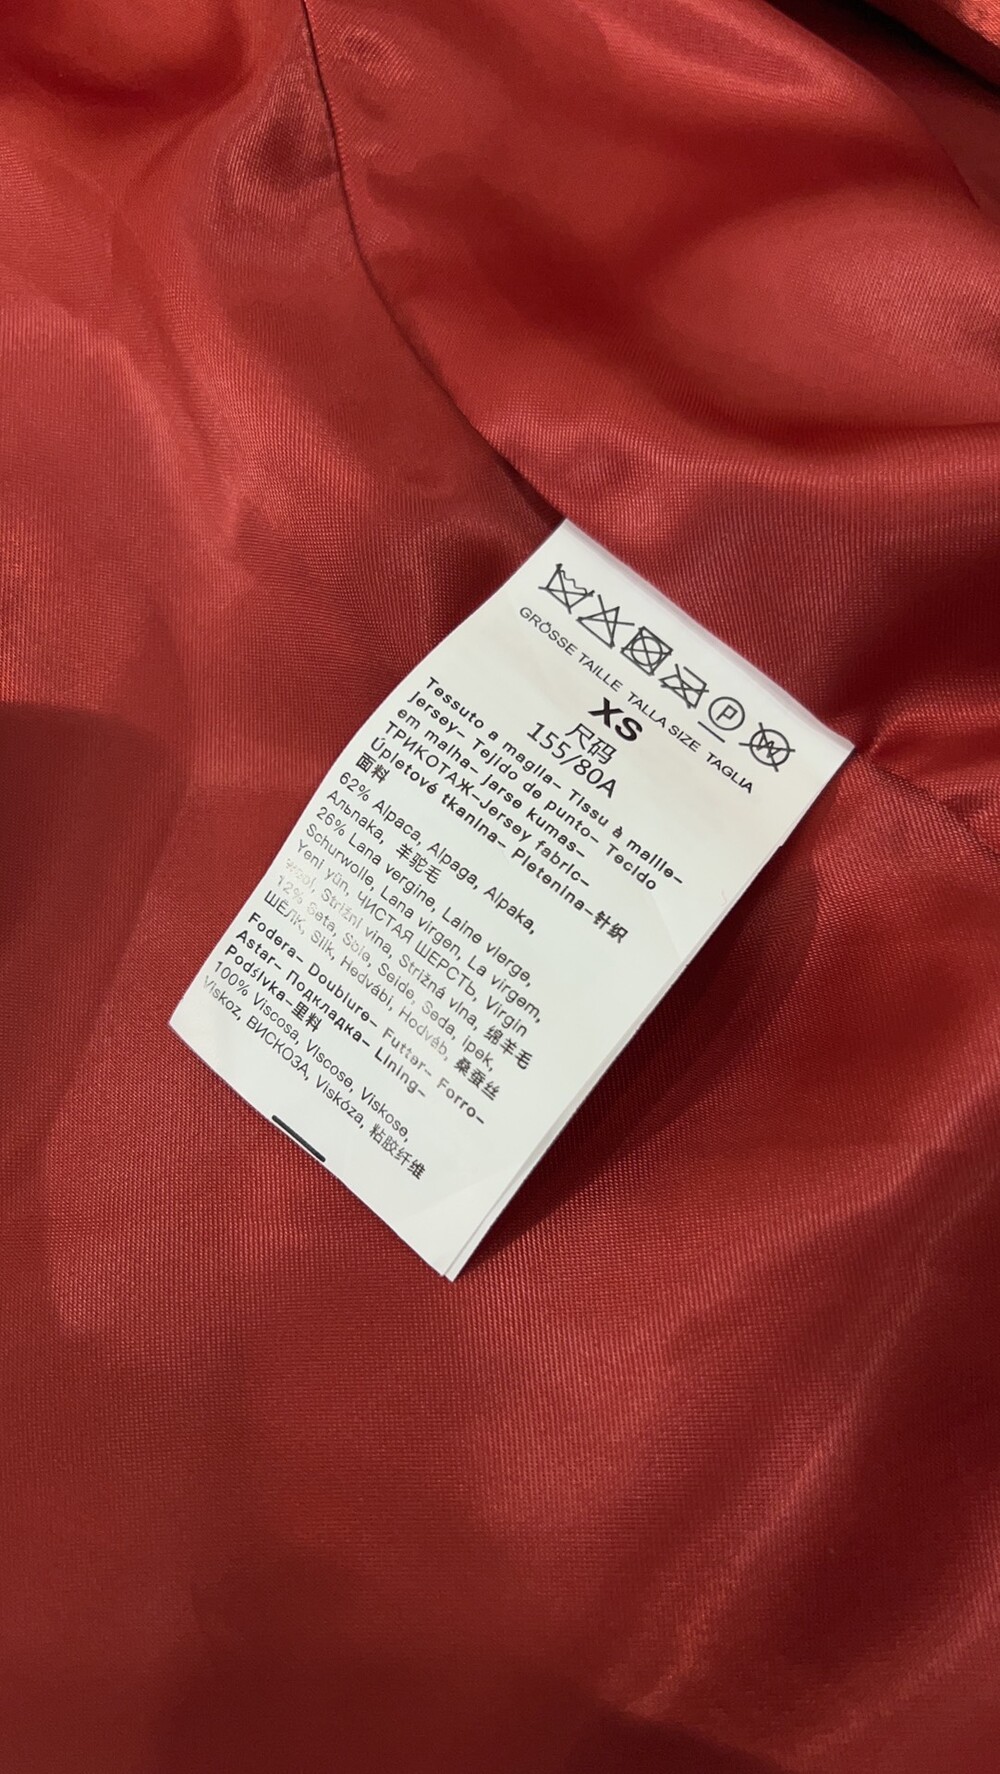 GRÖSSE TAILLE TALLA SIZE TAGLIA
XS
尺码
155/80A
Tessuto a maglia- Tissu à maille-
Jersey- Tejido de punto- Tecido
em malha- Jarse kumas-
ТРИКОТАЖ-Jersey fabric-
Úpletové tkanina- Pletenina-针织
面料
62% Alpaca, Alpaga, Alpaka,
Альпака, 羊驼毛
26% Lana vergine, Laine vierge,
Schurwolle, Lana virgen, La virgem,
Yeni yün, ЧИСТАЯ ШЕРСТЬ, Virgin
wool, Strižni vlna, Strižná vlna, 绵羊毛
12% Seta, Soie, Seide, Seda, ipek,
ШЁЛК, Silk, Hedvábi, Hodváb, 桑蚕丝
Fodera- Doublure- Futter- Forro-
Astar- Подкладка- Lining-
Podšívka-里料
100% Viscosa, Viscose, Viskose,
Viskoz, ВИСКОЗА, Viskóza, 粘胶纤维